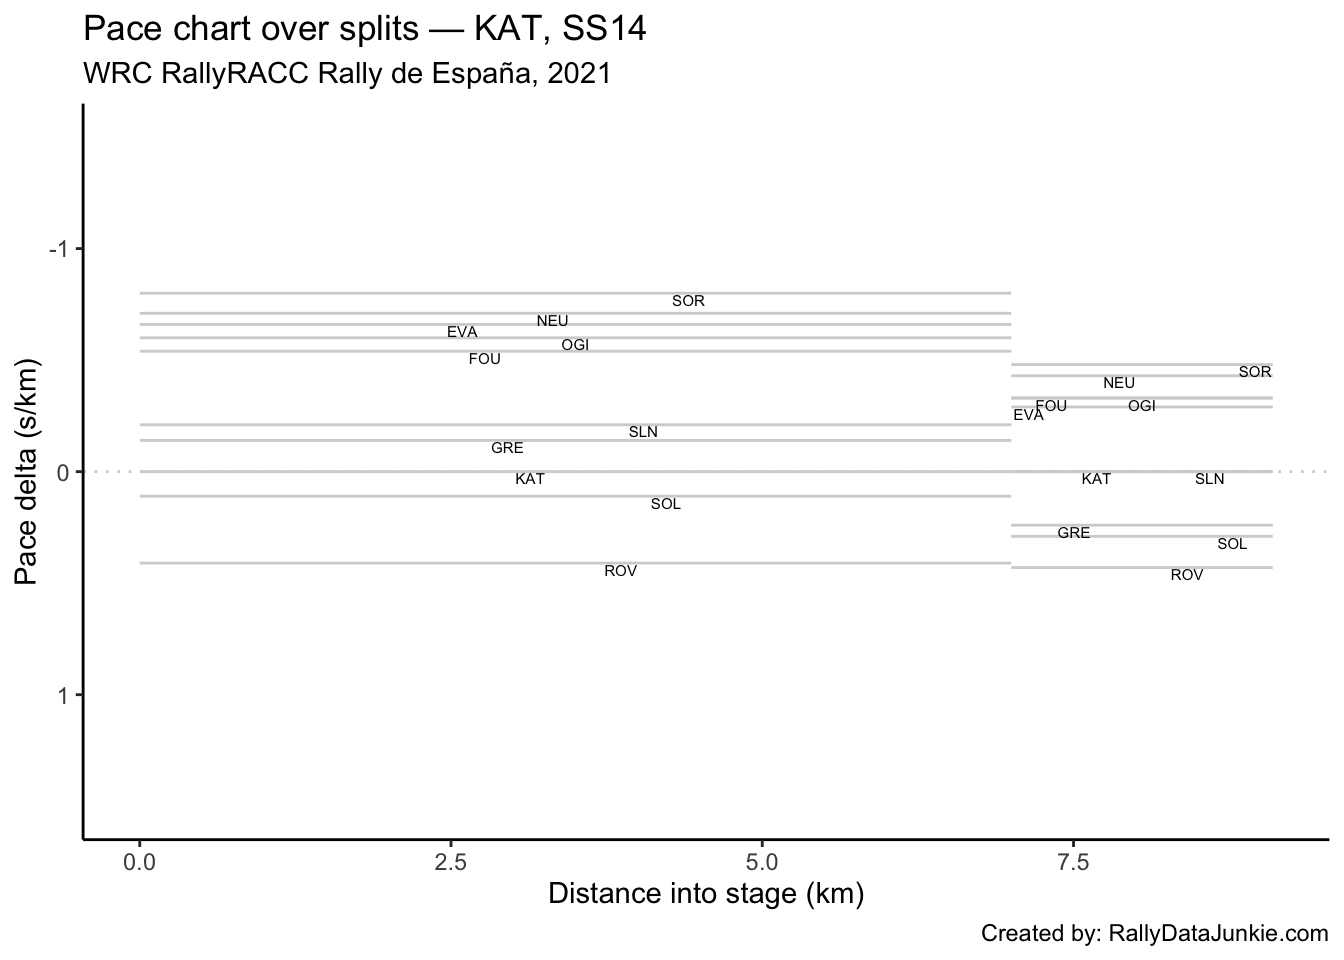 Pace chart over splits — KAT, SS14
WRC RallyRACC Rally de España, 2021
Pace delta (s/km)
-1
0
1
SOR
NEU
EVA
OGI
FOU
SLN
GRE
KAT
SOL
ROV
SOR
NEU
FOU
OGI
EVA
KAT
SLN
GRE
SOL
ROV
0.0 2.5 5.0 7.5
Distance into stage (km)
Created by: RallyDataJunkie.com